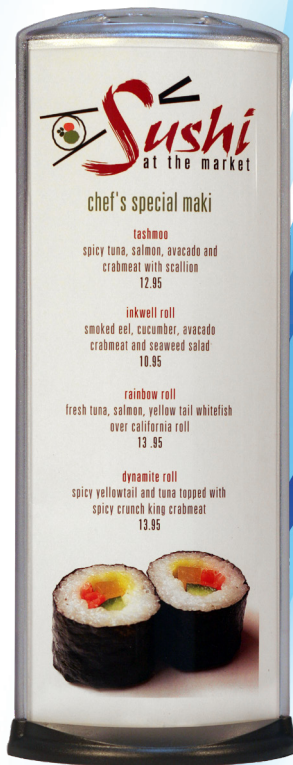 Sushi
at the market
chef's special maki
tashmoo
spicy tuna, salmon, avacado and
crabmeat with scallion
12.95
inkwell roll
smoked eel, cucumber, avacado
crabmeat and seaweed salad
10.95
rainbow roll
fresh tuna, salmon, yellow tail whitefish
over california roll
13 .95
dynamite roll
spicy yellowtail and tuna topped with
spicy crunch king crabmeat
13.95